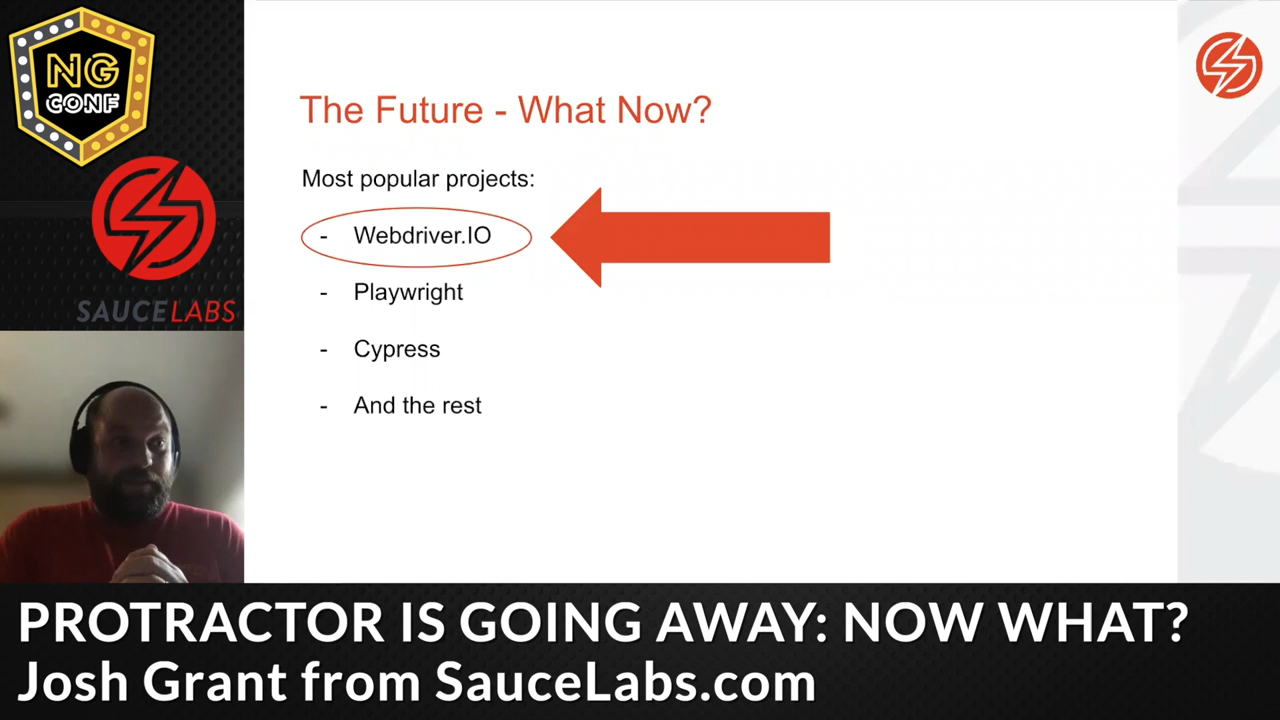 NG
CONF
SAUCELABS
The Future - What Now?
Most popular projects:
- Webdriver.IO
- Playwright
- Cypress
- And the rest
PROTRACTOR IS GOING AWAY: NOW WHAT?
Josh Grant from SauceLabs.com